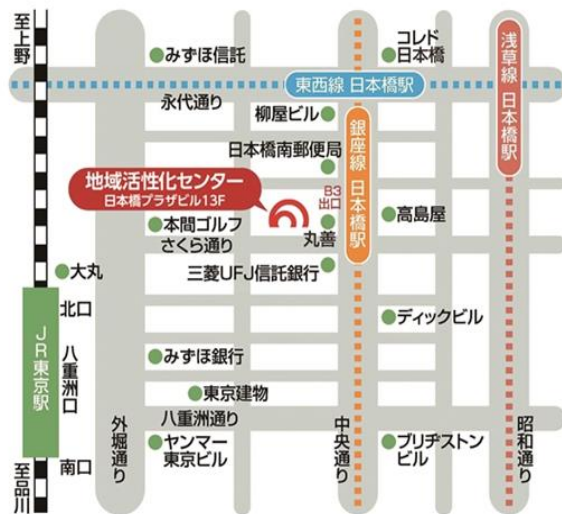 至上野
みずほ信託
コレド
日本橋
浅草線 日本橋駅
東西線 日本橋駅
永代通り
柳屋ビル
銀座線 日本橋駅
日本橋南郵便局
地域活性化センター
日本橋プラザビル13F
B3
出口
本間ゴルフ
さくら通り
丸善
高島屋
大丸
三菱UFJ信託銀行
北口
ディックビル
JR東京駅
八重洲口
みずほ銀行
東京建物
八重洲通り
外堀通り
中央通り
昭和通り
ヤンマー
東京ビル
ブリヂストン
ビル
南口
至品川